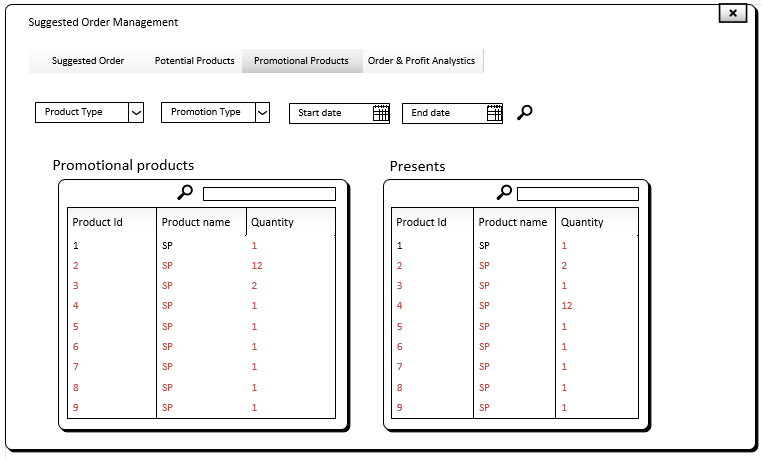 Suggested Order Management
Suggested Order Potential Products Promotional Products Order & Profit Analystics
Product Type Promotion Type Start date End date
Promotional products
Product Id Product name Quantity
1 SP 1
2 SP 12
3 SP 2
4 SP 1
5 SP 1
6 SP 1
7 SP 1
8 SP 1
9 SP 1
Presents
Product Id Product name Quantity
1 SP 1
2 SP 2
3 SP 1
4 SP 12
5 SP 1
6 SP 1
7 SP 1
8 SP 1
9 SP 1